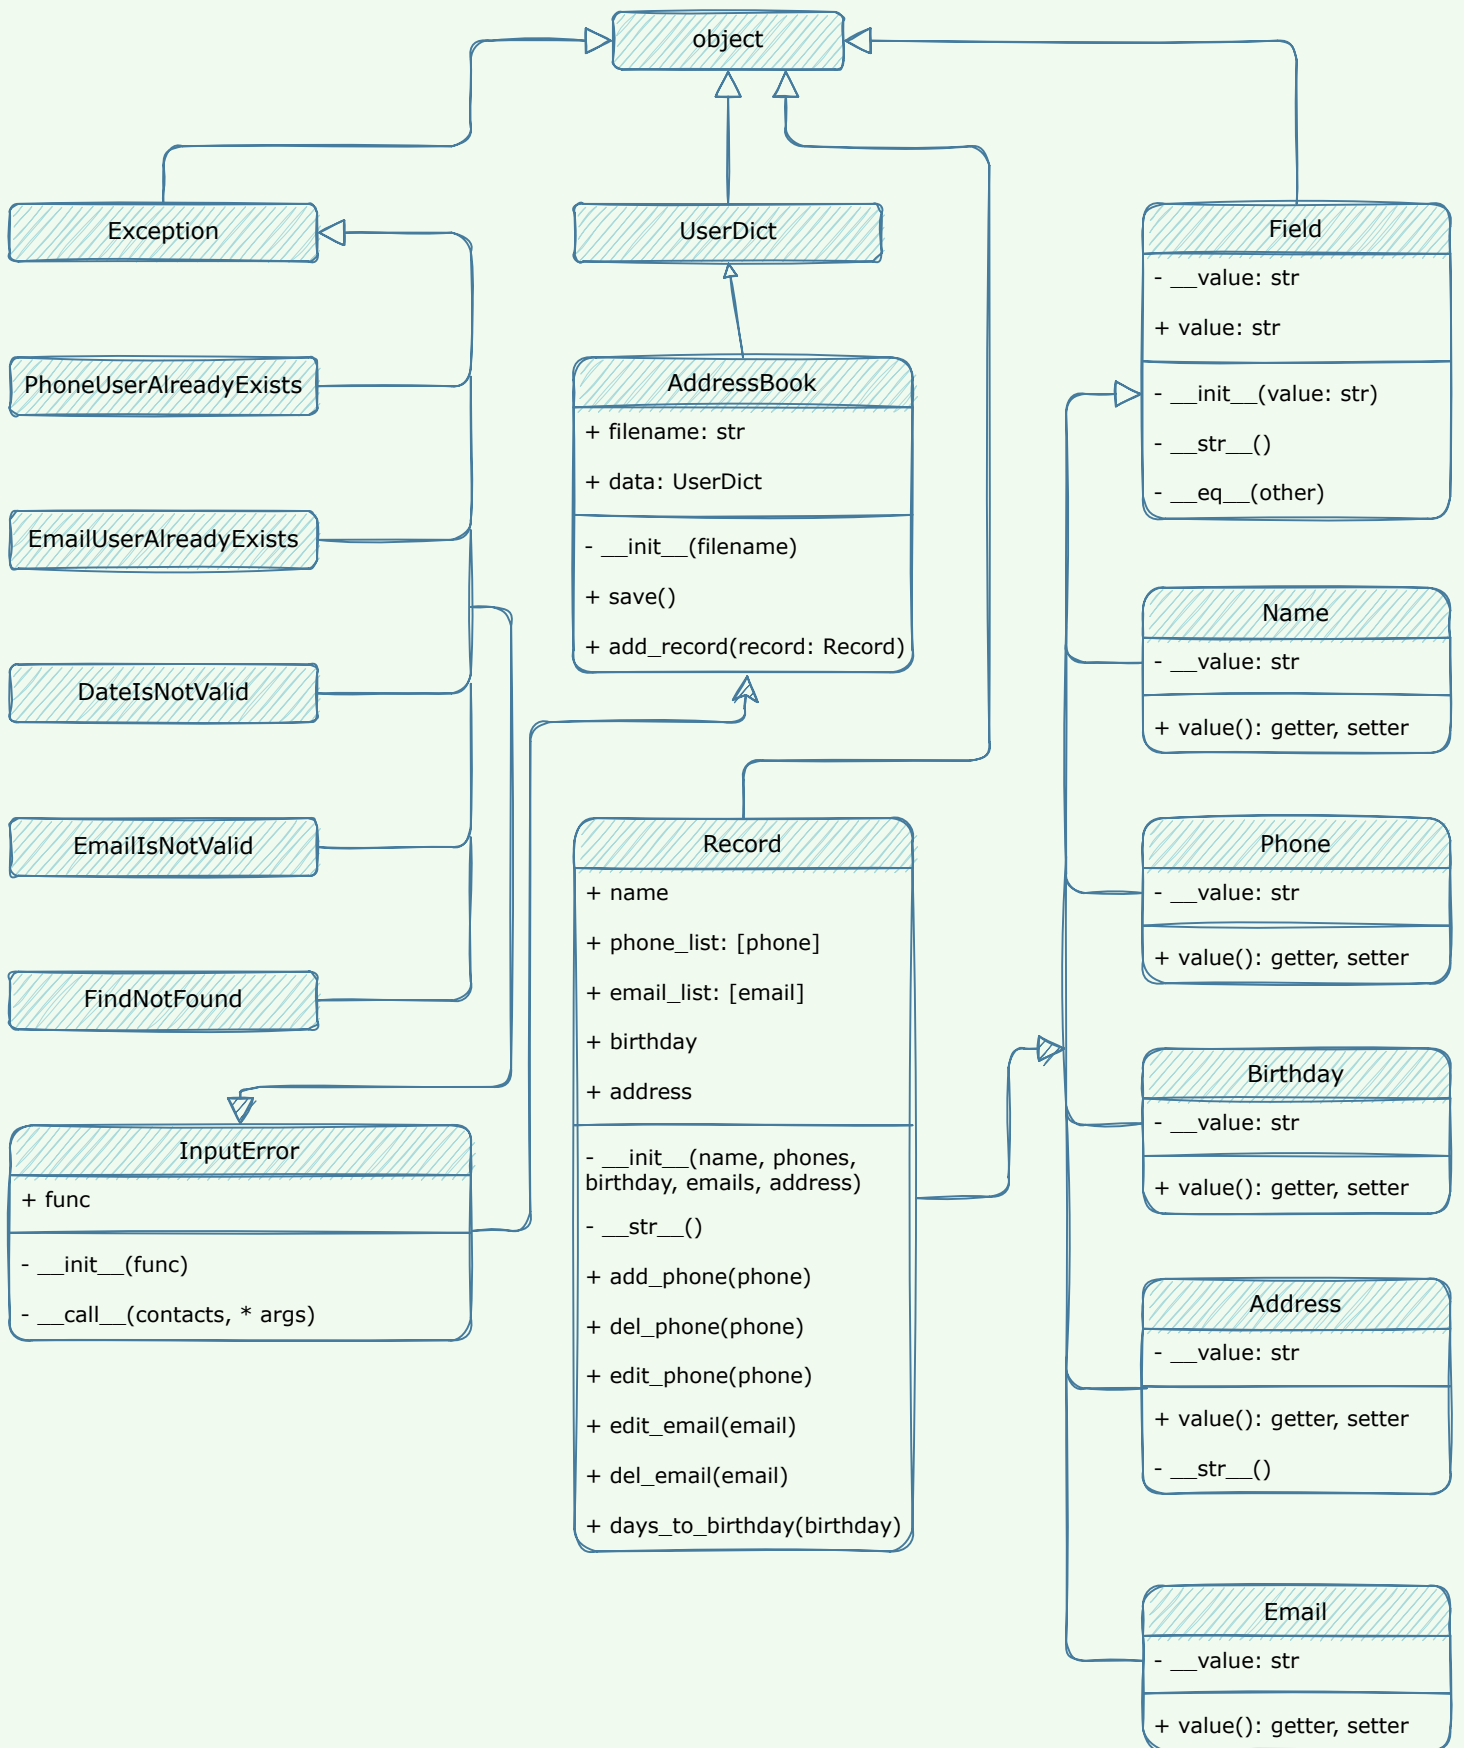 object
Exception
UserDict
Field
- __value: str
+ value: str
- __init__(value: str)
- __str__()
- __eq__(other)
PhoneUserAlreadyExists
EmailUserAlreadyExists
DateIsNotValid
EmailIsNotValid
FindNotFound
AddressBook
+ filename: str
+ data: UserDict
- __init__(filename)
+ save()
+ add_record(record: Record)
Name
- __value: str
+ value(): getter, setter
Phone
- __value: str
+ value(): getter, setter
Record
+ name
+ phone_list: [phone]
+ email_list: [email]
+ birthday
+ address
- __init__(name, phones,
birthday, emails, address)
- __str__()
+ add_phone(phone)
+ del_phone(phone)
+ edit_phone(phone)
+ edit_email(email)
+ del_email(email)
+ days_to_birthday(birthday)
Birthday
- __value: str
+ value(): getter, setter
InputError
+ func
- __init__(func)
- __call__(contacts, * args)
Address
- __value: str
+ value(): getter, setter
- __str__()
Email
- __value: str
+ value(): getter, setter